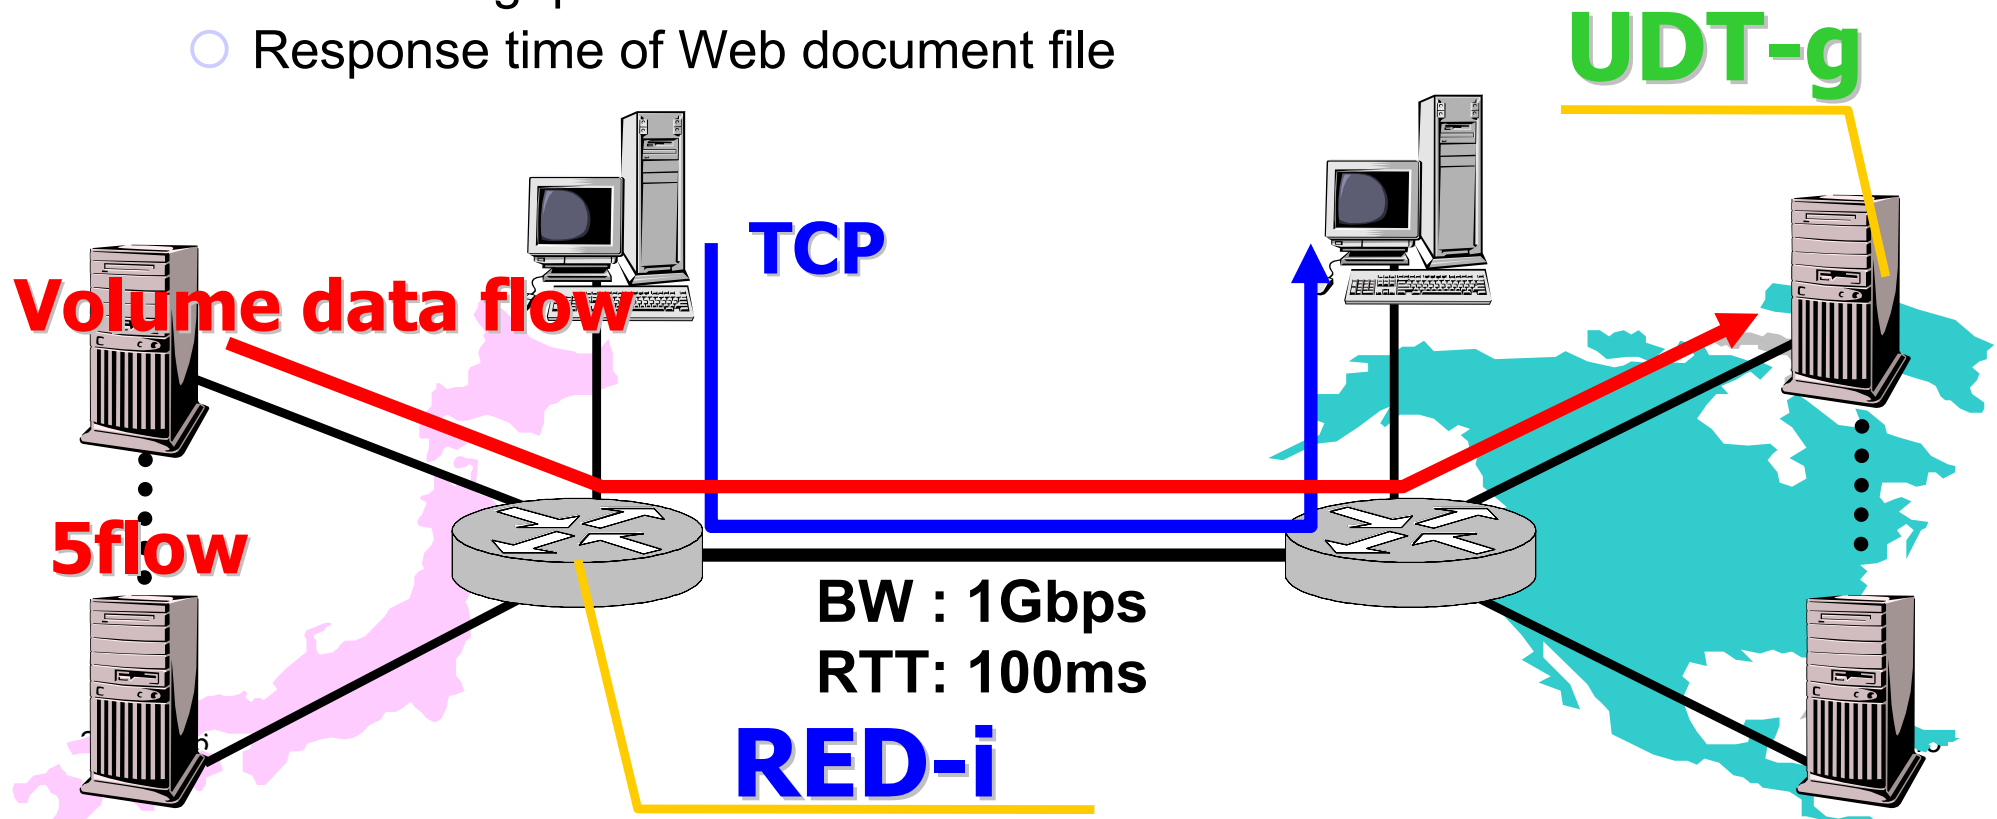 Response time of Web document file
UDT-g
TCP
Volume data flow
5flow
BW : 1Gbps
RTT: 100ms
RED-i